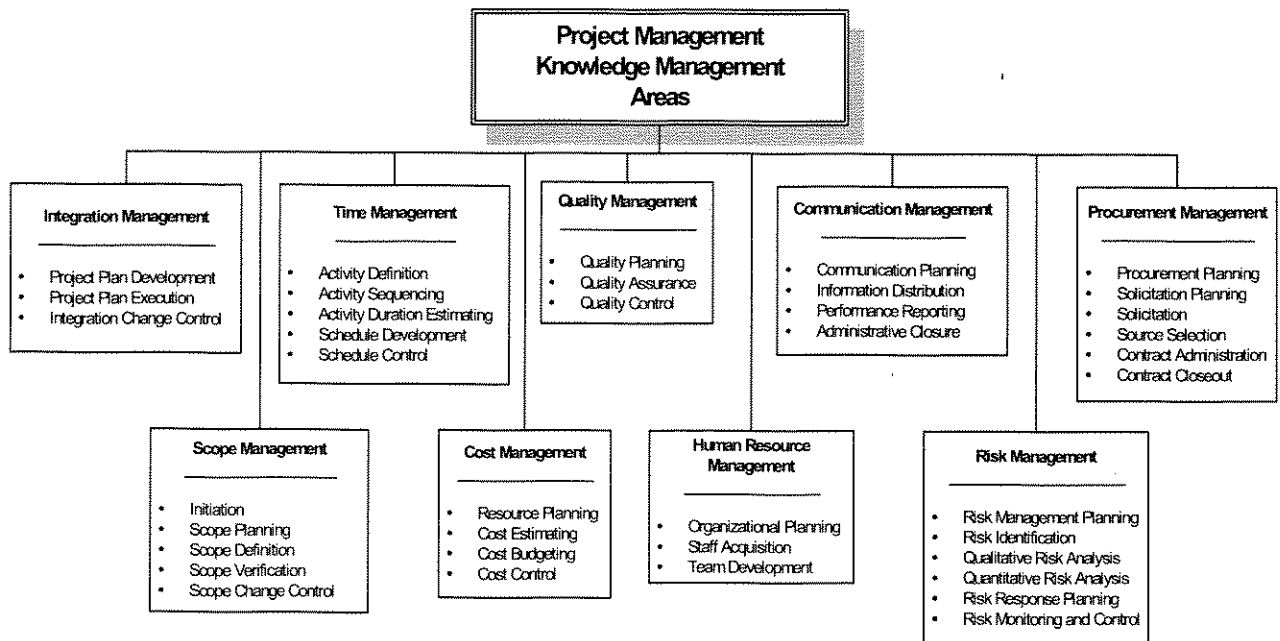 Project Management
Knowledge Management
Areas
Integration Management
• Project Plan Development
• Project Plan Execution
• Integration Change Control
Time Management
• Activity Definition
• Activity Sequencing
• Activity Duration Estimating
• Schedule Development
• Schedule Control
Quality Management
• Quality Planning
• Quality Assurance
• Quality Control
Communication Management
• Communication Planning
• Information Distribution
• Performance Reporting
• Administrative Closure
Procurement Management
• Procurement Planning
• Solicitation Planning
• Solicitation
• Source Selection
• Contract Administration
• Contract Closeout
Scope Management
• Initiation
• Scope Planning
• Scope Definition
• Scope Verification
• Scope Change Control
Cost Management
• Resource Planning
• Cost Estimating
• Cost Budgeting
• Cost Control
Human Resource
Management
• Organizational Planning
• Staff Acquisition
• Team Development
Risk Management
• Risk Management Planning
• Risk Identification
• Qualitative Risk Analysis
• Quantitative Risk Analysis
• Risk Response Planning
• Risk Monitoring and Control